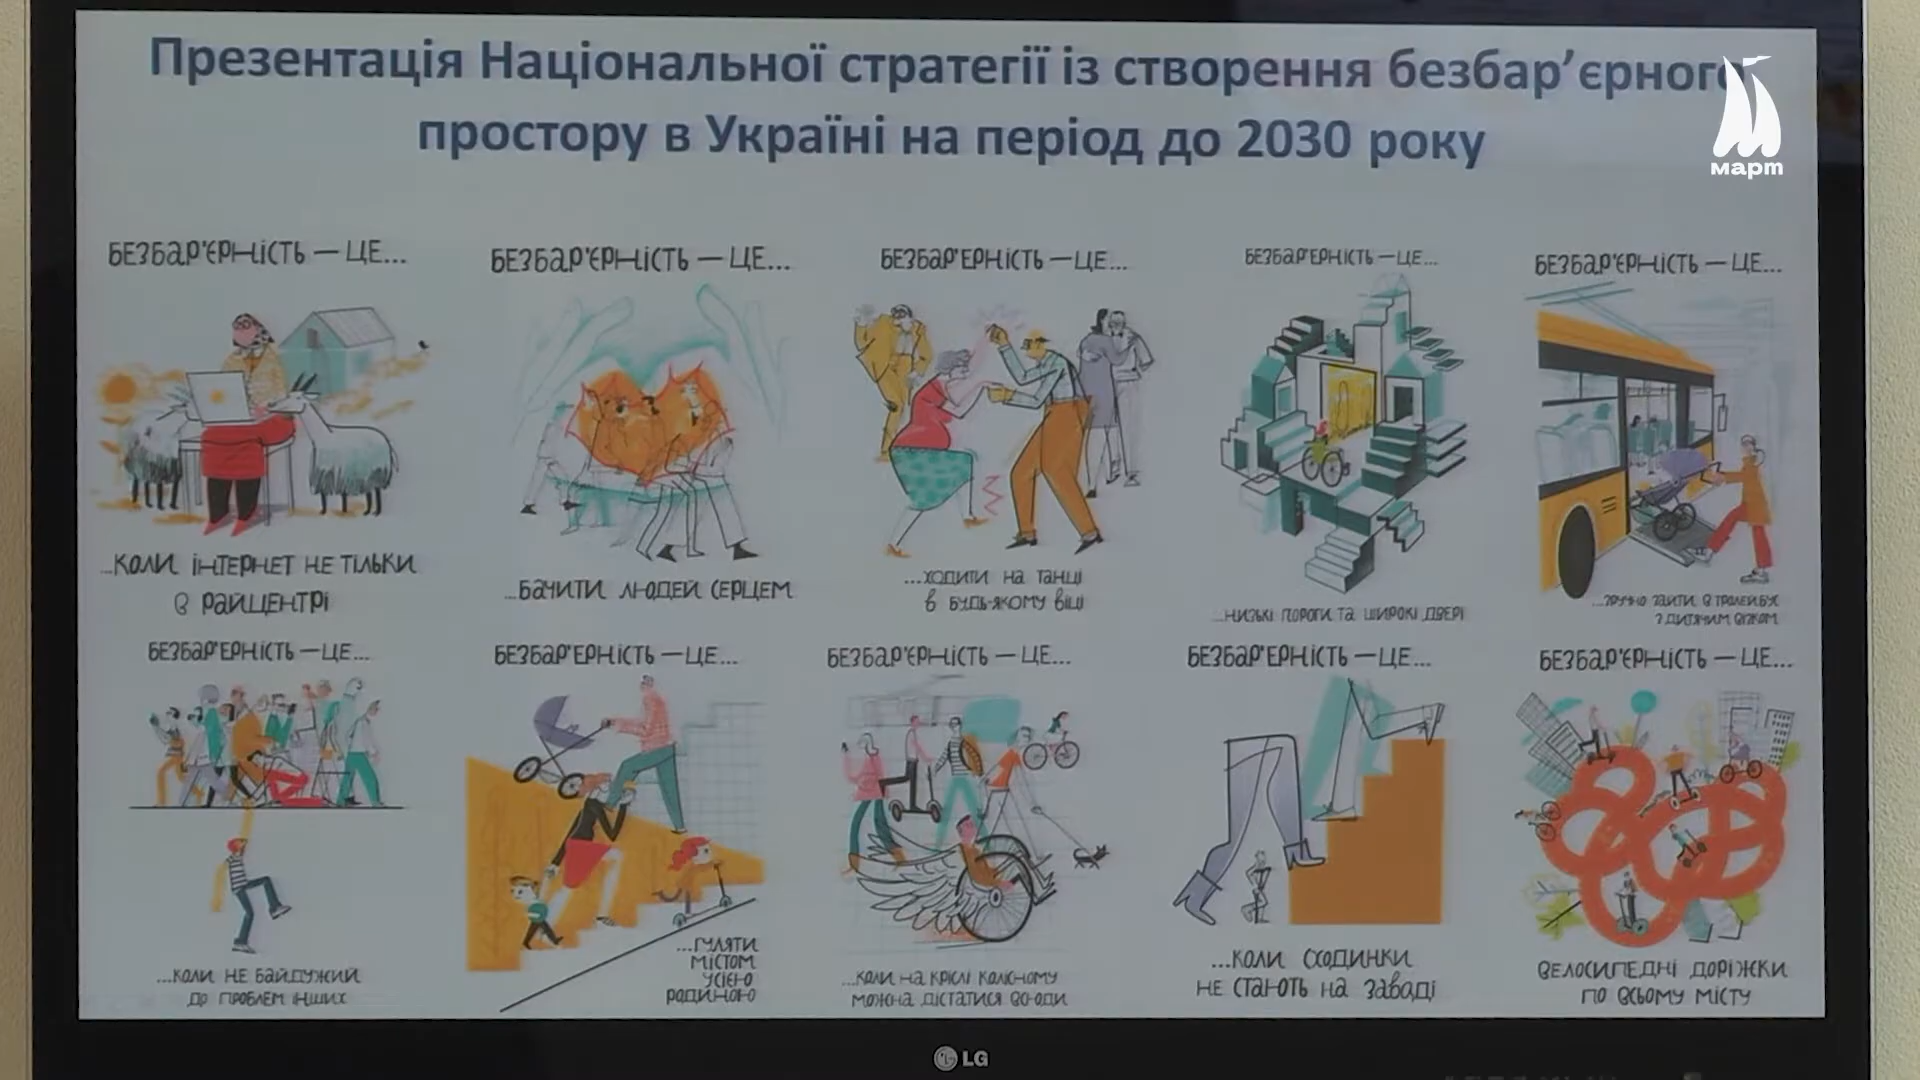 Презентація Національної стратегії із створення безбар’єрного
простору в Україні на період до 2030 року
март
БЕЗБАР'ЄРНІСТЬ — ЦЕ...
...КОЛИ ІНТЕРНЕТ НЕ ТІЛЬКИ
В РАЙЦЕНТРІ
БЕЗБАР'ЄРНІСТЬ — ЦЕ...
...БАЧИТИ ЛЮДЕЙ СЕРЦЕМ
БЕЗБАР'ЄРНІСТЬ — ЦЕ...
...ХОДИТИ НА ТАНЦІ
В БУДЬ-ЯКОМУ ВІЦІ
БЕЗБАР'ЄРНІСТЬ — ЦЕ...
...НИЗЬКІ ПОРОГИ ТА ШИРОКІ ДВЕРІ
БЕЗБАР'ЄРНІСТЬ — ЦЕ...
...ЗРУЧНО ЗАЙТИ В ТРОЛЕЙБУС
З ДИТЯЧИМ ВІЗКОМ
БЕЗБАР'ЄРНІСТЬ — ЦЕ...
...КОЛИ НЕ БАЙДУЖИЙ
ДО ПРОБЛЕМ ІНШИХ
БЕЗБАР'ЄРНІСТЬ — ЦЕ...
...ГУЛЯТИ
МІСТОМ
УСІЄЮ
РОДИНОЮ
БЕЗБАР'ЄРНІСТЬ — ЦЕ...
...КОЛИ НА КРІСЛІ КОЛІСНОМУ
МОЖНА ДІСТАТИСЯ ВСЮДИ
БЕЗБАР'ЄРНІСТЬ — ЦЕ...
...КОЛИ СХОДИНКИ
НЕ СТАЮТЬ НА ЗАВАДІ
БЕЗБАР'ЄРНІСТЬ — ЦЕ...
ВЕЛОСИПЕДНІ ДОРІЖКИ
ПО ВСЬОМУ МІСТУ
LG